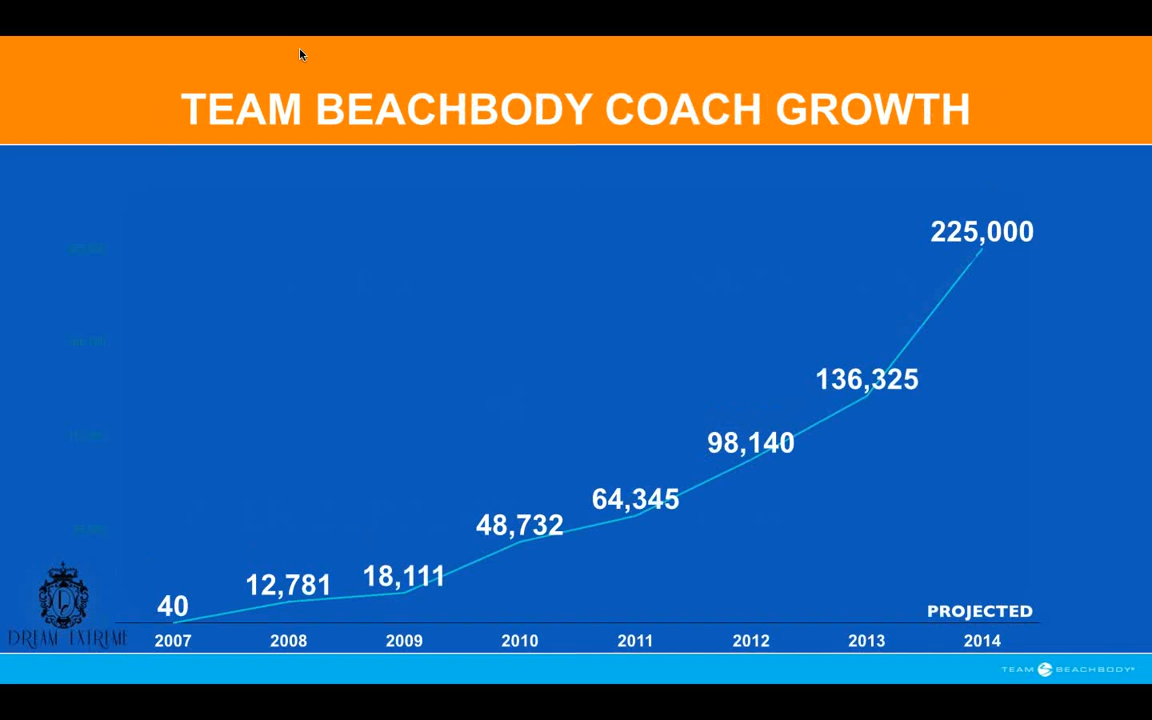 TEAM BEACHBODY COACH GROWTH
225,000
136,325
98,140
64,345
48,732
18,111
12,781
40
PROJECTED
2007 2008 2009 2010 2011 2012 2013 2014
DREAM EXTREME
TEAM BEACHBODY®